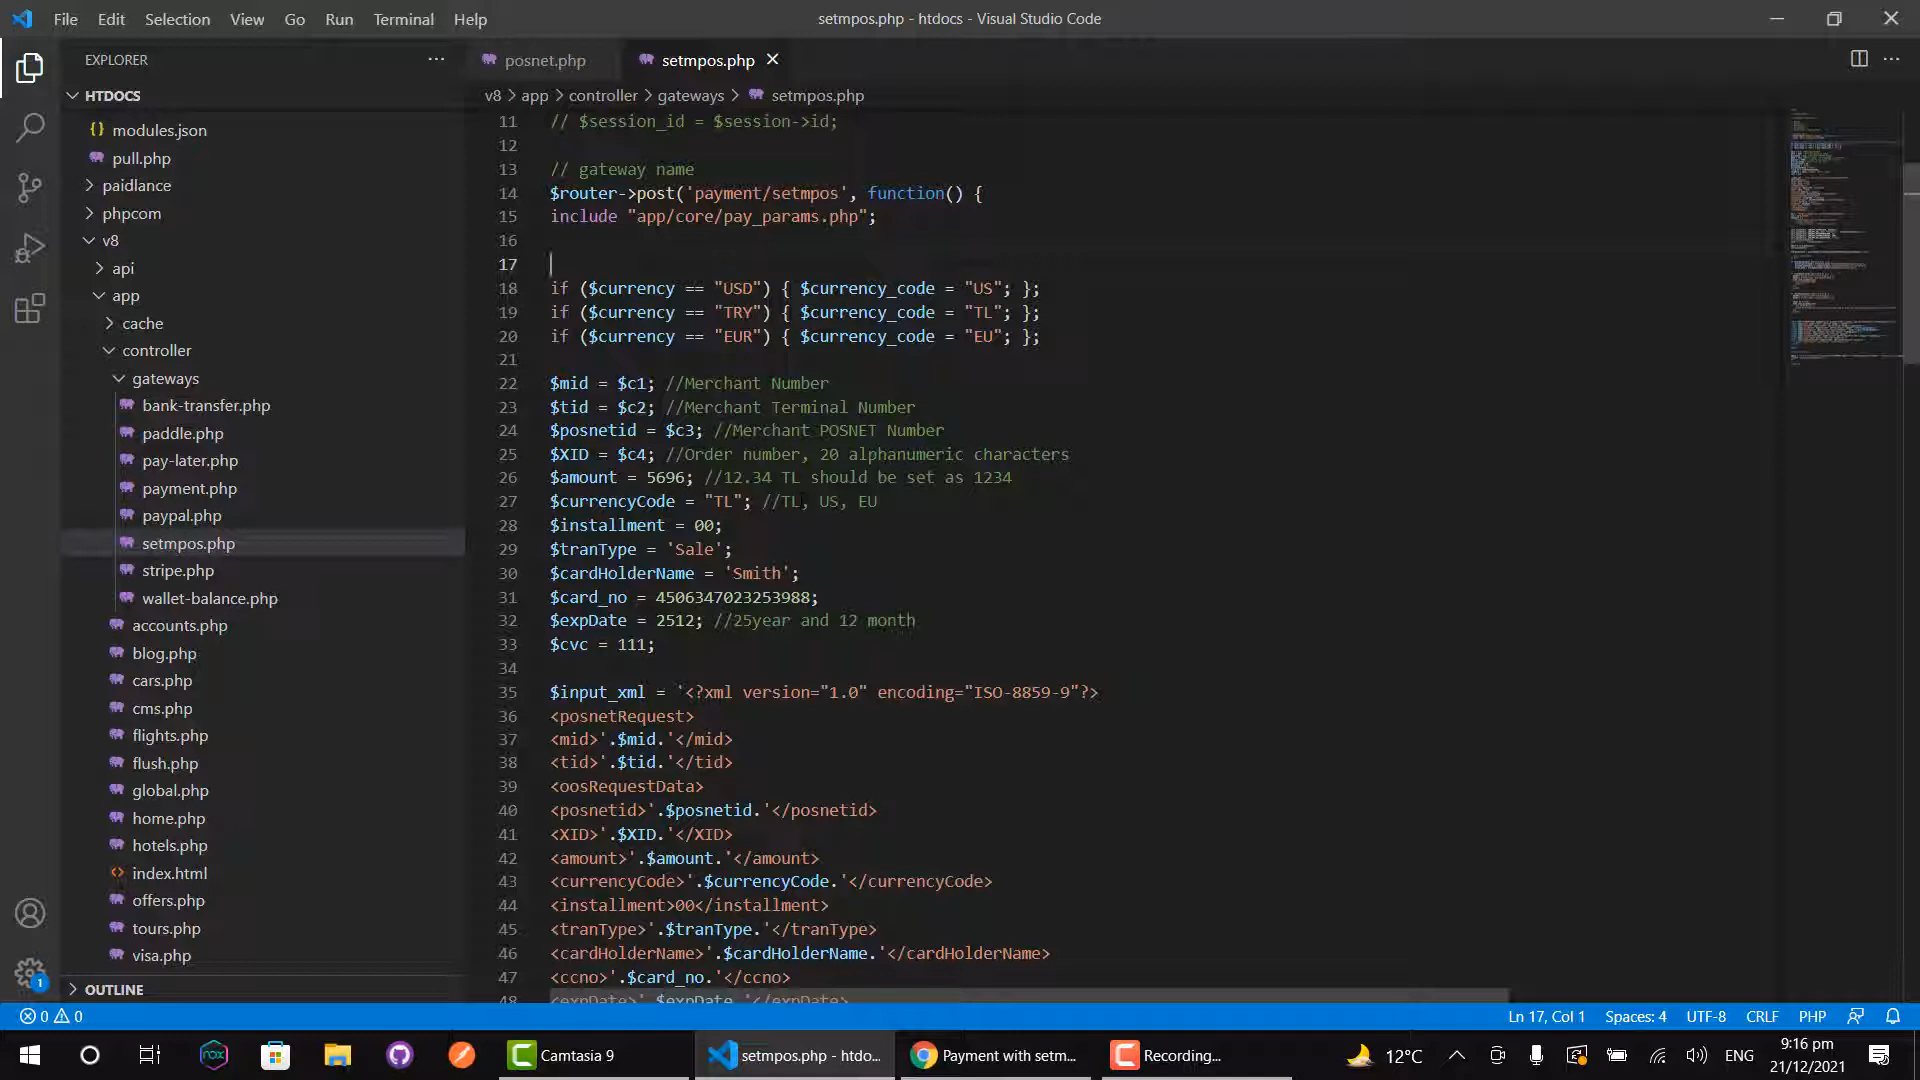 File Edit Selection View Go Run Terminal Help
setmpos.php - htdocs - Visual Studio Code
EXPLORER
posnet.php
setmpos.php
HTDOCS
v8 > app > controller > gateways > setmpos.php
modules.json
pull.php
paidlance
phpcom
v8
api
app
cache
controller
gateways
bank-transfer.php
paddle.php
pay-later.php
payment.php
paypal.php
setmpos.php
stripe.php
wallet-balance.php
accounts.php
blog.php
cars.php
cms.php
flights.php
flush.php
global.php
home.php
hotels.php
index.html
offers.php
tours.php
visa.php
OUTLINE
11 // $session_id = $session->id;
12
13 // gateway name
14 $router->post('payment/setmpos', function() {
15 include "app/core/pay_params.php";
16
17
18 if ($currency == "USD") { $currency_code = "US"; };
19 if ($currency == "TRY") { $currency_code = "TL"; };
20 if ($currency == "EUR") { $currency_code = "EU"; };
21
22 $mid = $c1; //Merchant Number
23 $tid = $c2; //Merchant Terminal Number
24 $posnetid = $c3; //Merchant POSNET Number
25 $XID = $c4; //Order number, 20 alphanumeric characters
26 $amount = 5696; //12.34 TL should be set as 1234
27 $currencyCode = "TL"; //TL, US, EU
28 $installment = 00;
29 $tranType = 'Sale';
30 $cardHolderName = 'Smith';
31 $card_no = 4506347023253988;
32 $expDate = 2512; //25year and 12 month
33 $cvc = 111;
34
35 $input_xml = '<?xml version="1.0" encoding="ISO-8859-9"?>
36 <posnetRequest>
37 <mid>'.$mid.'</mid>
38 <tid>'.$tid.'</tid>
39 <oosRequestData>
40 <posnetid>'.$posnetid.'</posnetid>
41 <XID>'.$XID.'</XID>
42 <amount>'.$amount.'</amount>
43 <currencyCode>'.$currencyCode.'</currencyCode>
44 <installment>00</installment>
45 <tranType>'.$tranType.'</tranType>
46 <cardHolderName>'.$cardHolderName.'</cardHolderName>
47 <ccno>'.$card_no.'</ccno>
48 <expDate>'.$expDate.'</expDate>
0 0
Ln 17, Col 1 Spaces: 4 UTF-8 CRLF PHP
1
nox
Camtasia 9
setmpos.php - htdo...
Payment with setm...
Recording...
12°C
ENG
9:16 pm
21/12/2021